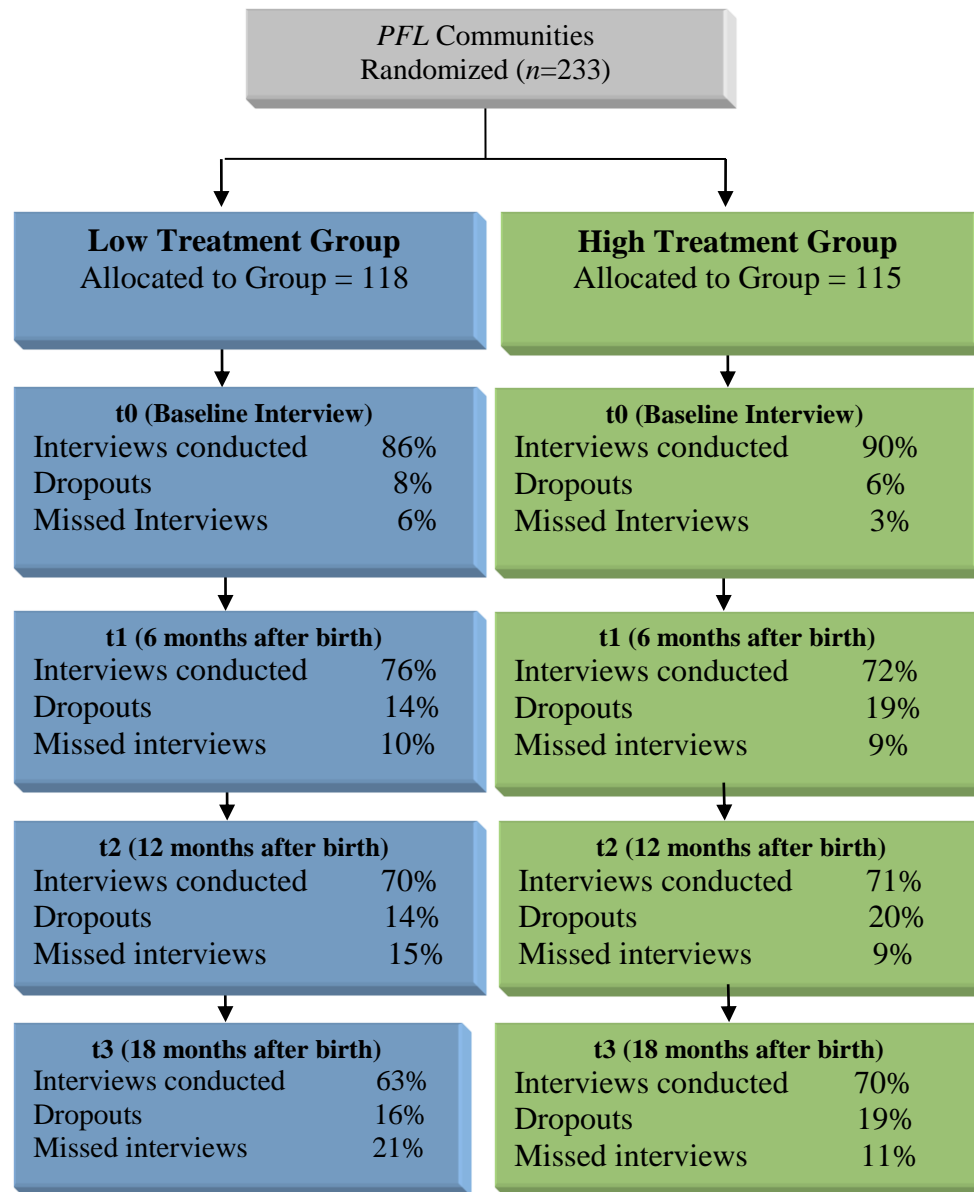 PFL Communities
Randomized (n=233)
Low Treatment Group
Allocated to Group = 118
High Treatment Group
Allocated to Group = 115
t0 (Baseline Interview)
Interviews conducted 86%
Dropouts 8%
Missed Interviews 6%
t0 (Baseline Interview)
Interviews conducted 90%
Dropouts 6%
Missed Interviews 3%
t1 (6 months after birth)
Interviews conducted 76%
Dropouts 14%
Missed interviews 10%
t1 (6 months after birth)
Interviews conducted 72%
Dropouts 19%
Missed interviews 9%
t2 (12 months after birth)
Interviews conducted 70%
Dropouts 14%
Missed interviews 15%
t2 (12 months after birth)
Interviews conducted 71%
Dropouts 20%
Missed interviews 9%
t3 (18 months after birth)
Interviews conducted 63%
Dropouts 16%
Missed interviews 21%
t3 (18 months after birth)
Interviews conducted 70%
Dropouts 19%
Missed interviews 11%